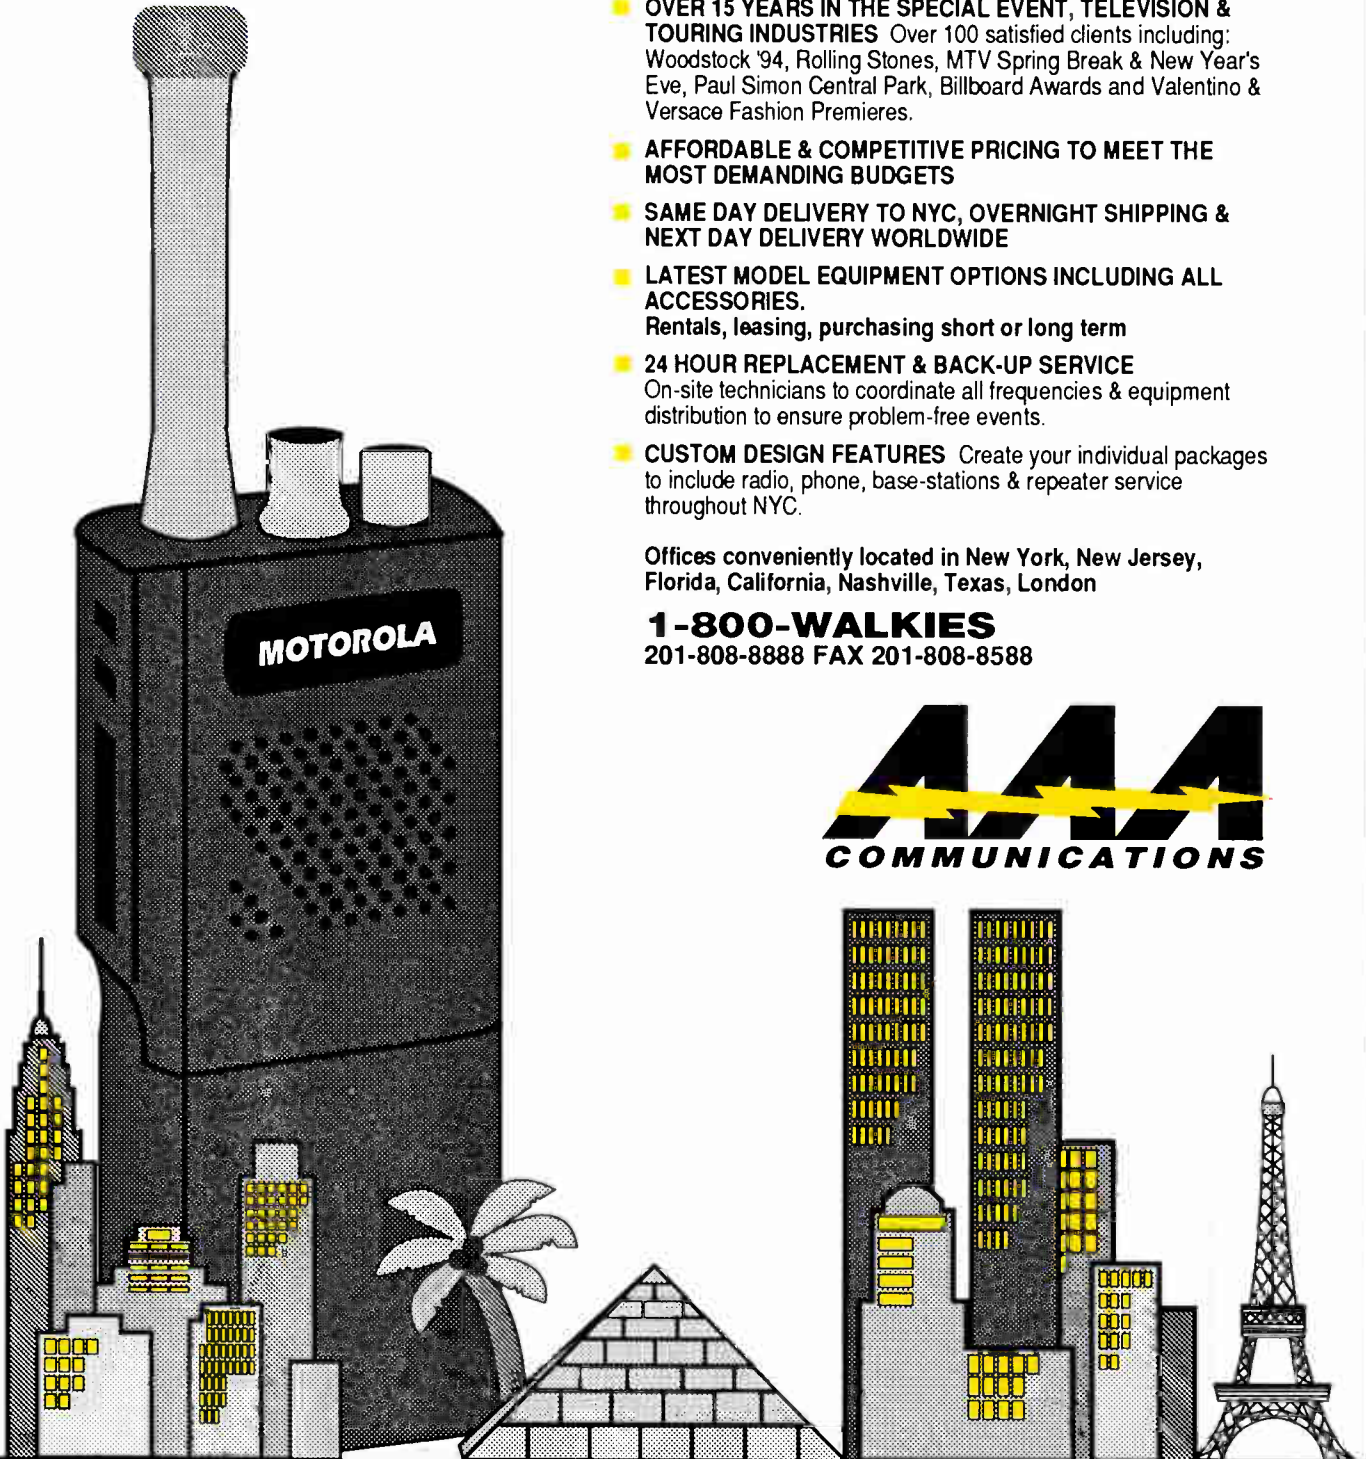 OVER 15 YEARS IN THE SPECIAL EVENT, TELEVISION &
TOURING INDUSTRIES Over 100 satisfied clients including:
Woodstock '94, Rolling Stones, MTV Spring Break & New Year's
Eve, Paul Simon Central Park, Billboard Awards and Valentino &
Versace Fashion Premieres.
AFFORDABLE & COMPETITIVE PRICING TO MEET THE
MOST DEMANDING BUDGETS
SAME DAY DELIVERY TO NYC, OVERNIGHT SHIPPING &
NEXT DAY DELIVERY WORLDWIDE
LATEST MODEL EQUIPMENT OPTIONS INCLUDING ALL
ACCESSORIES.
Rentals, leasing, purchasing short or long term
24 HOUR REPLACEMENT & BACK-UP SERVICE
On-site technicians to coordinate all frequencies & equipment
distribution to ensure problem-free events.
CUSTOM DESIGN FEATURES Create your individual packages
to include radio, phone, base-stations & repeater service
throughout NYC.
Offices conveniently located in New York, New Jersey,
Florida, California, Nashville, Texas, London
1-800-WALKIES
201-808-8888 FAX 201-808-8588
MOTOROLA
AAA
COMMUNICATIONS